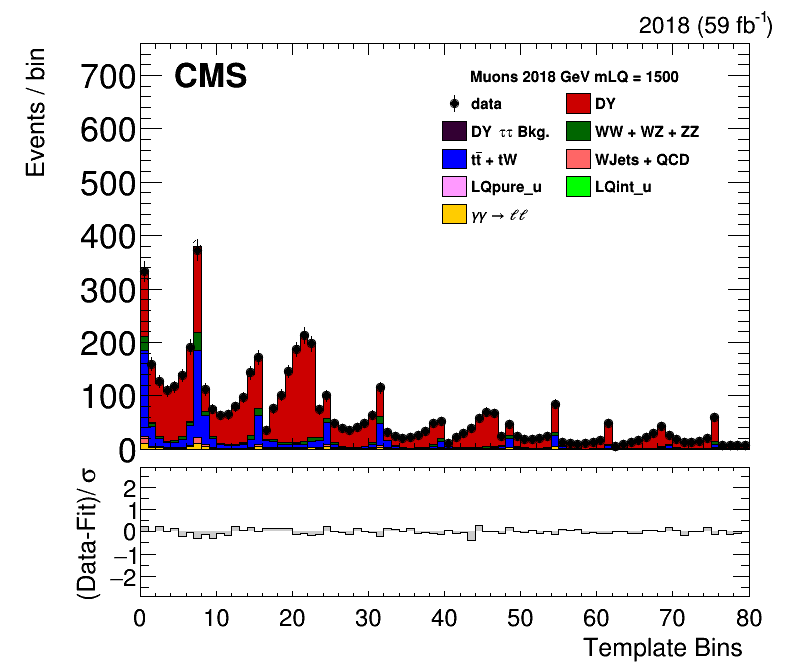 2018 (59 fb-1)
CMS
Muons 2018 GeV mLQ = 1500
data
DY
DY ττ Bkg.
WW + WZ + ZZ
tt̄ + tW
WJets + QCD
LQpure_u
LQint_u
γγ → ℓℓ
Events / bin
700
600
500
400
300
200
100
0
(Data-Fit)/ σ
2
1
0
−1
−2
0 10 20 30 40 50 60 70 80
Template Bins